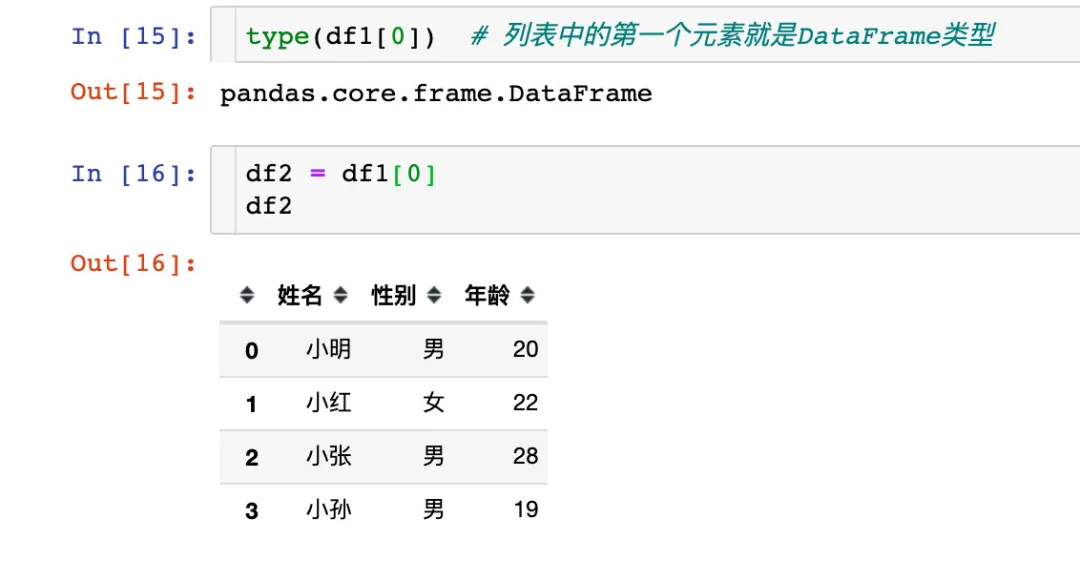 In [15]: type(df1[0])  # 列表中的第一个元素就是DataFrame类型
Out[15]: pandas.core.frame.DataFrame
In [16]: df2 = df1[0]
df2
Out[16]:
姓名 性别 年龄
0 小明 男 20
1 小红 女 22
2 小张 男 28
3 小孙 男 19